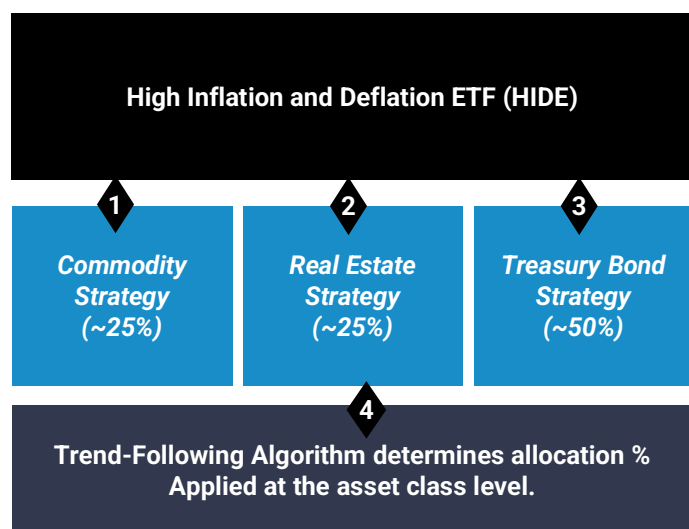 High Inflation and Deflation ETF (HIDE)
1
2
3
Commodity
Strategy
(~25%)
Real Estate
Strategy
(~25%)
Treasury Bond
Strategy
(~50%)
4
Trend-Following Algorithm determines allocation %
Applied at the asset class level.